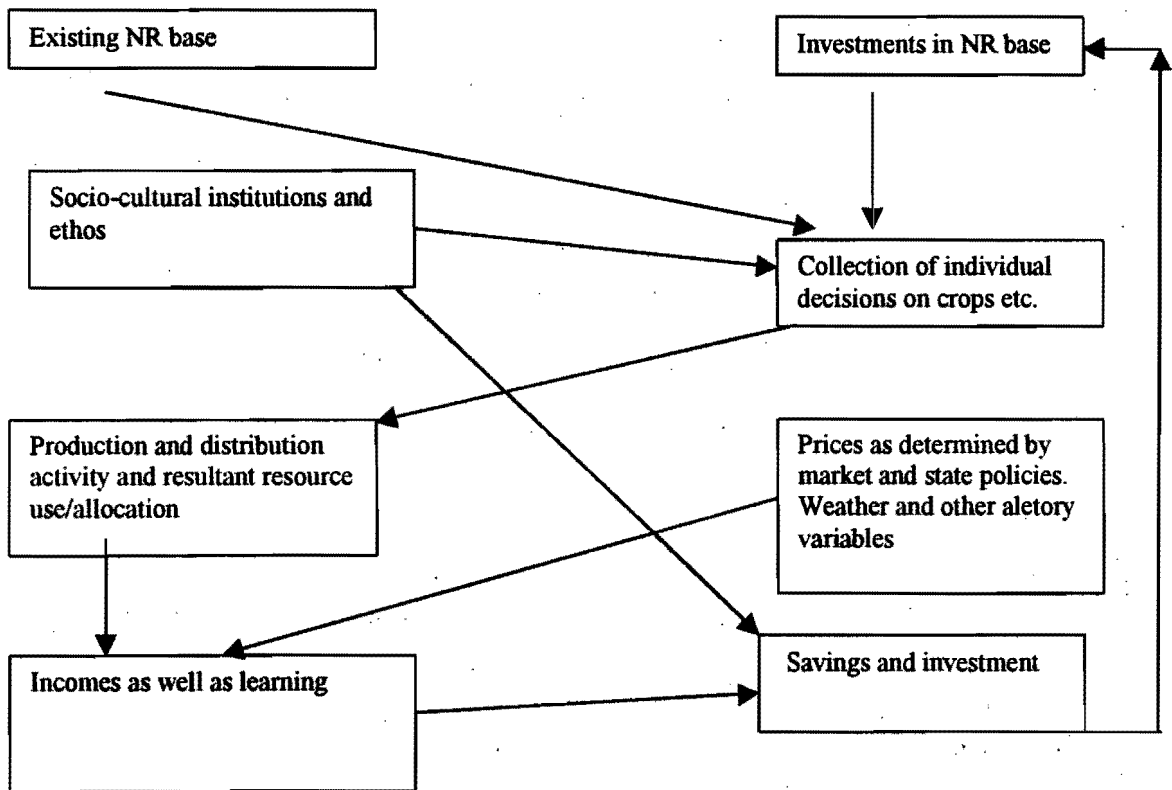 Existing NR base
Investments in NR base
Socio-cultural institutions and
ethos
Collection of individual
decisions on crops etc.
Production and distribution
activity and resultant resource
use/allocation
Prices as determined by
market and state policies.
Weather and other aletory
variables
Incomes as well as learning
Savings and investment